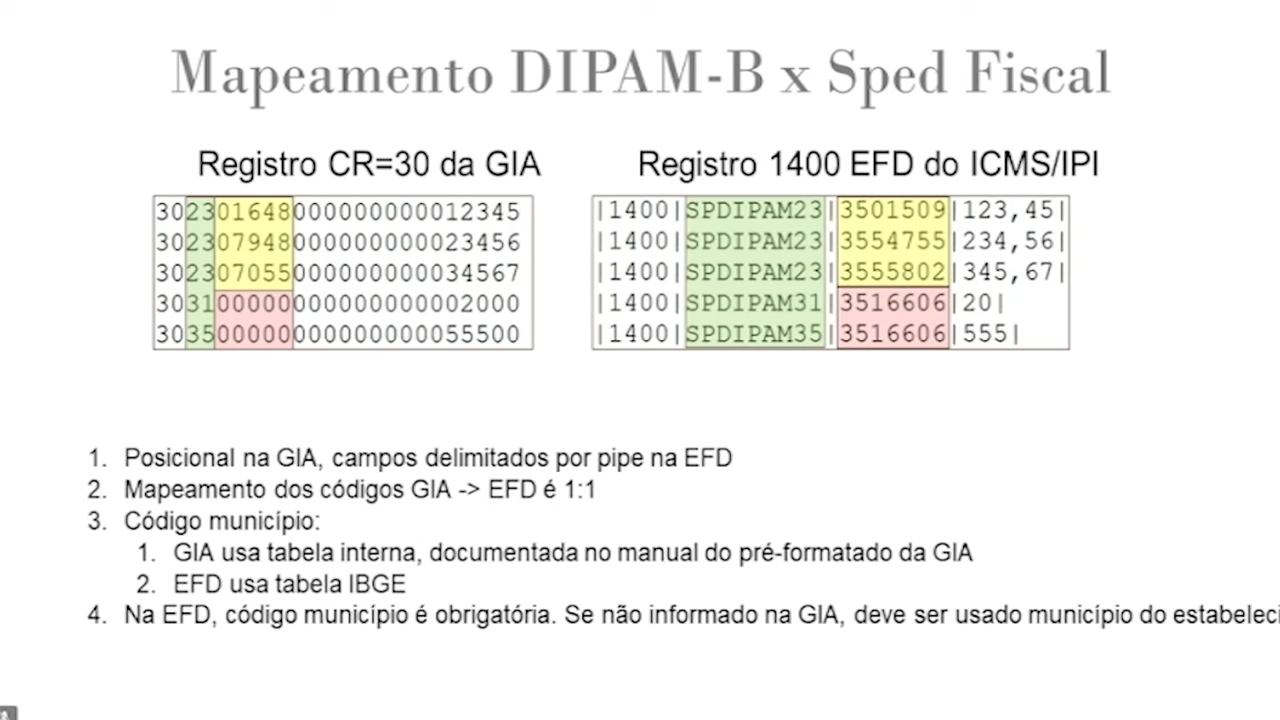 Mapeamento DIPAM-B x Sped Fiscal
Registro CR=30 da GIA
302301648000000000012345
302307948000000000023456
302307055000000000034567
303100000000000000002000
303500000000000000055500
Registro 1400 EFD do ICMS/IPI
|1400|SPDIPAM23|3501509|123,45|
|1400|SPDIPAM23|3554755|234,56|
|1400|SPDIPAM23|3555802|345,67|
|1400|SPDIPAM31|3516606|20|
|1400|SPDIPAM35|3516606|555|
1. Posicional na GIA, campos delimitados por pipe na EFD
2. Mapeamento dos códigos GIA -> EFD é 1:1
3. Código município:
1. GIA usa tabela interna, documentada no manual do pré-formatado da GIA
2. EFD usa tabela IBGE
4. Na EFD, código município é obrigatória. Se não informado na GIA, deve ser usado município do estabeleci